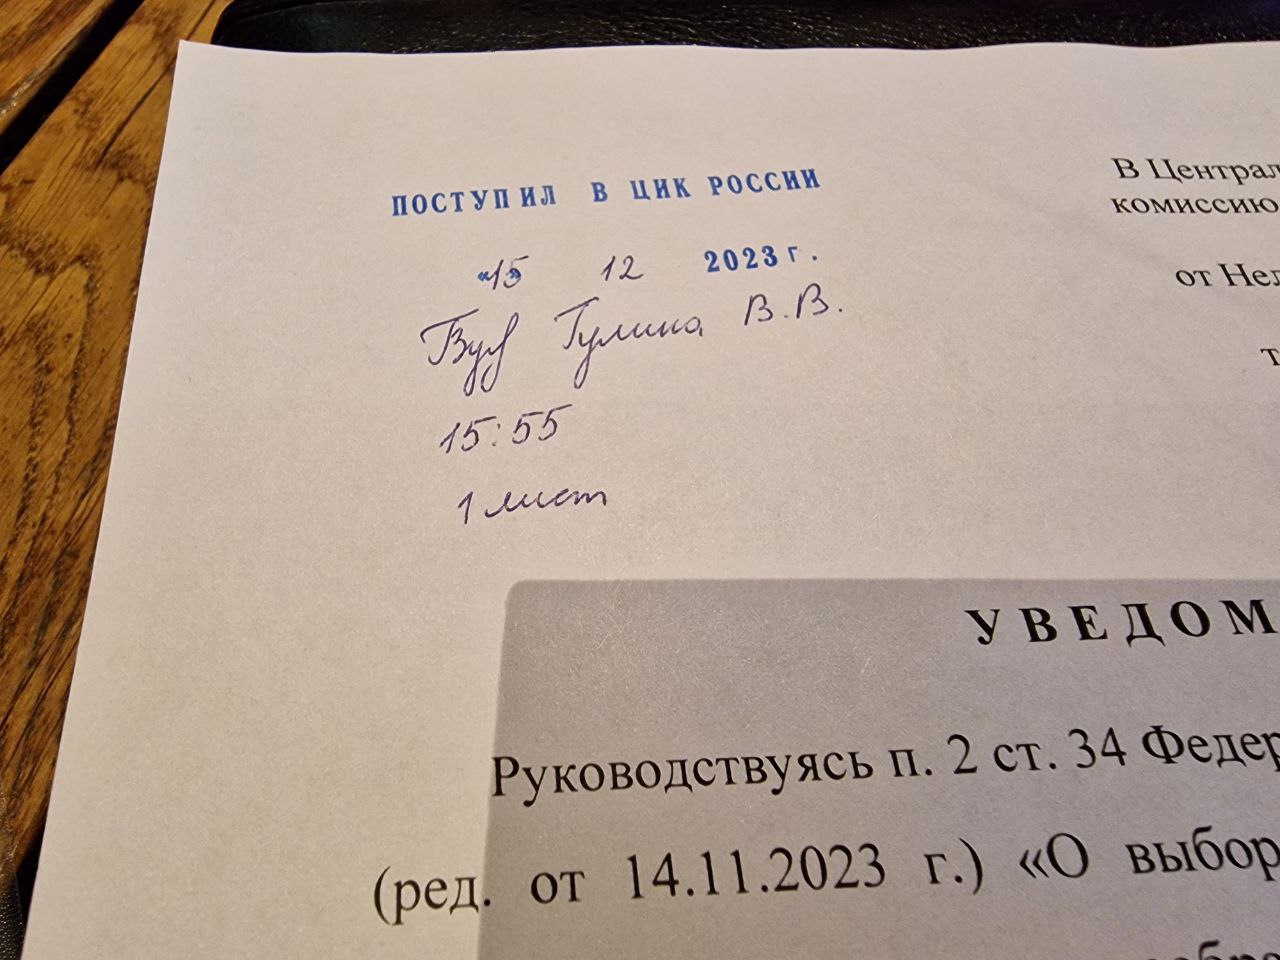 ПОСТУПИЛ В ЦИК РОССИИ
«15» 12 2023 г.
Гулина В.В.
15:55
1 лист
В Централ
комиссию
от Нел
т
УВЕДОМ
Руководствуясь п. 2 ст. 34 Федер
(ред. от 14.11.2023 г.) «О выбор